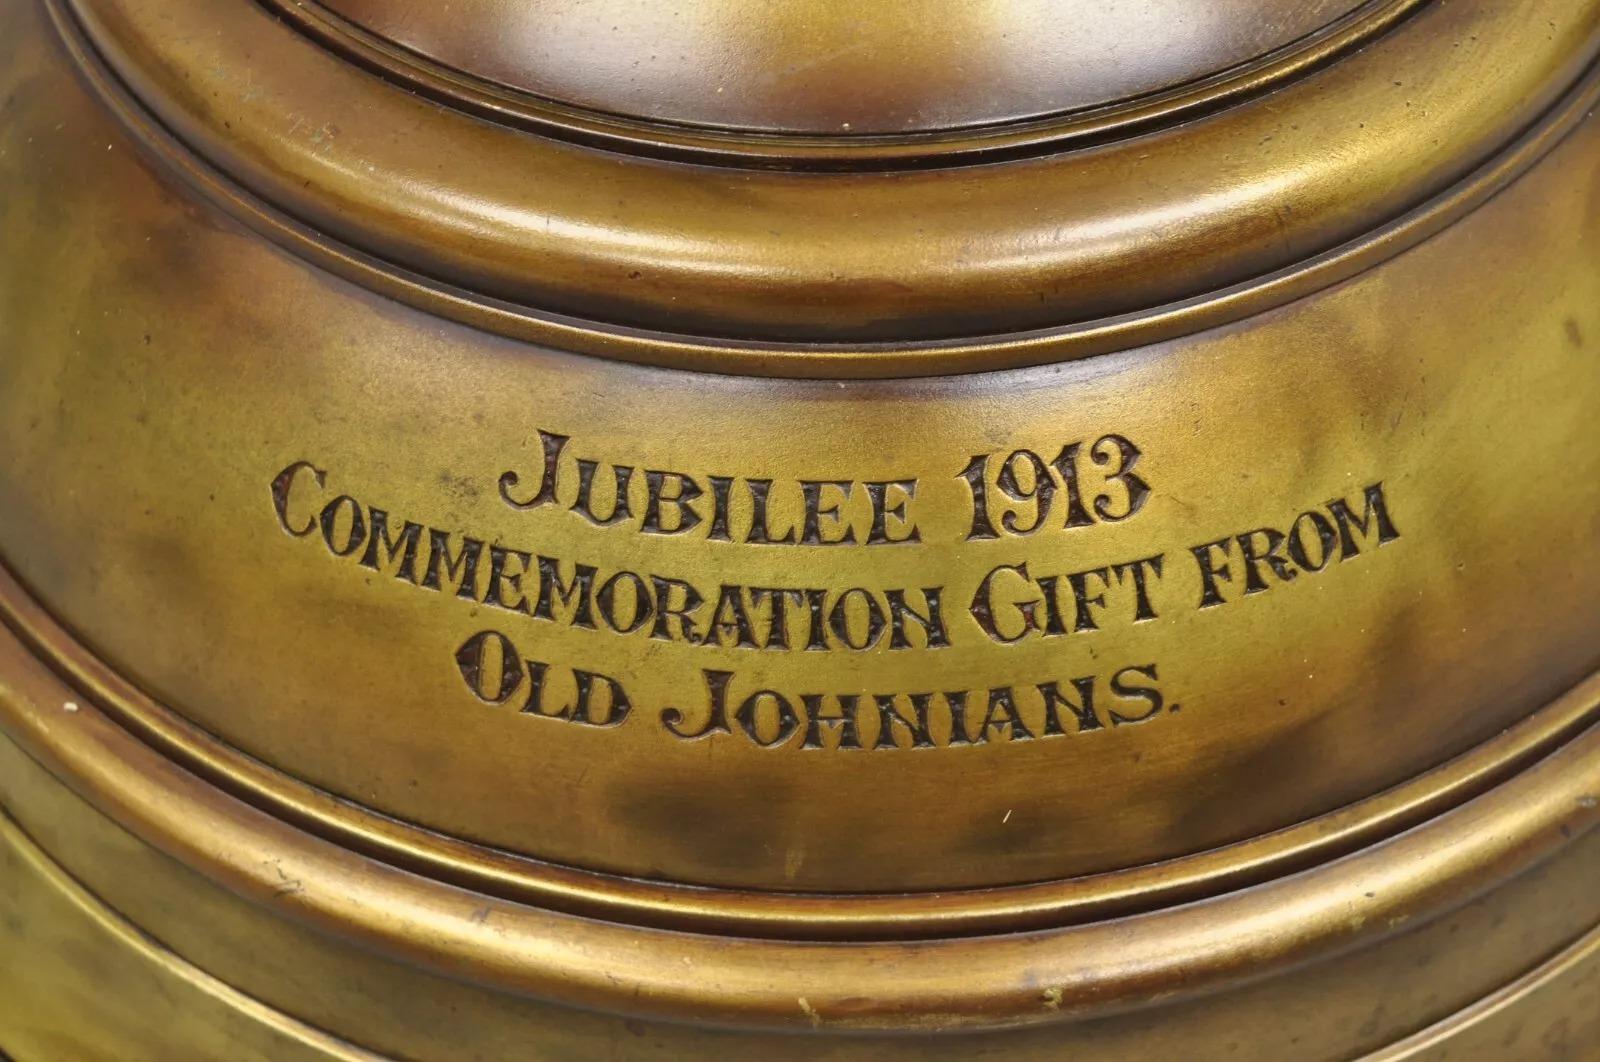 JUBILEE 1913
COMMEMORATION GIFT FROM
OLD JOHNIANS.